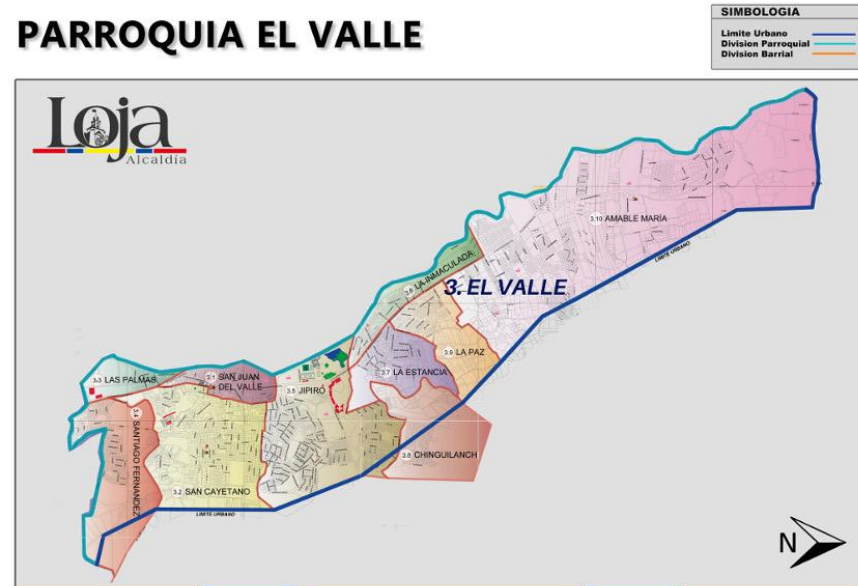 PARROQUIA EL VALLE
SIMBOLOGIA
Limite Urbano
Division Parroquial
Division Barrial
Loja
Alcaldía
3.10 AMABLE MARÍA
LIMITE URBANO
3.6 LA INMACULADA
3. EL VALLE
3.9 LA PAZ
3.7 LA ESTANCIA
3.3 LAS PALMAS
3.1 SAN JUAN
DEL VALLE
3.5 JIPIRÓ
3.4 SANTIAGO FERNANDEZ
3.8 CHINGUILANCH
3.2 SAN CAYETANO
LIMITE URBANO
N